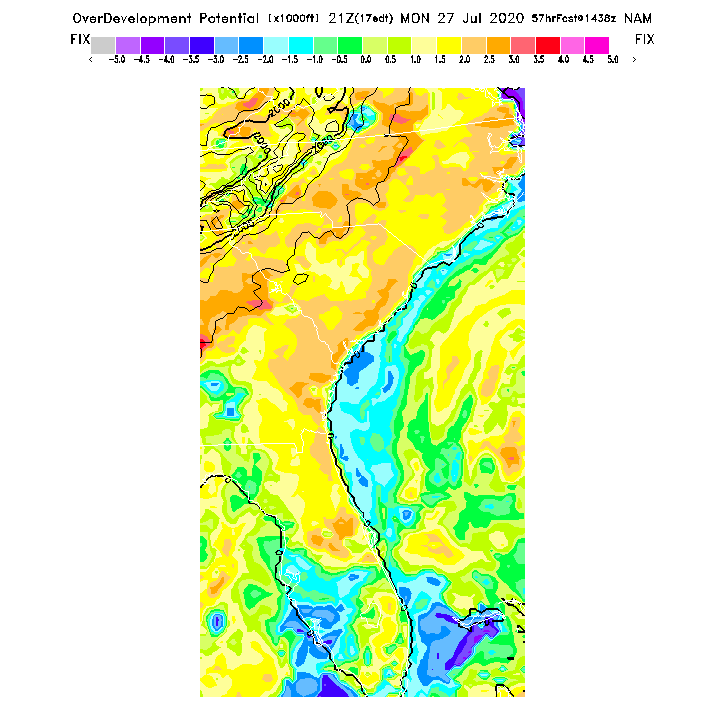 OverDevelopment Potential [x1000ft] 21Z(17edt) MON 27 Jul 2020 57hrFcst@1438z NAM
FIX FIX
< -5.0 -4.5 -4.0 -3.5 -3.0 -2.5 -2.0 -1.5 -1.0 -0.5 0.0 0.5 1.0 1.5 2.0 2.5 3.0 3.5 4.0 4.5 5.0 >
2000
2000